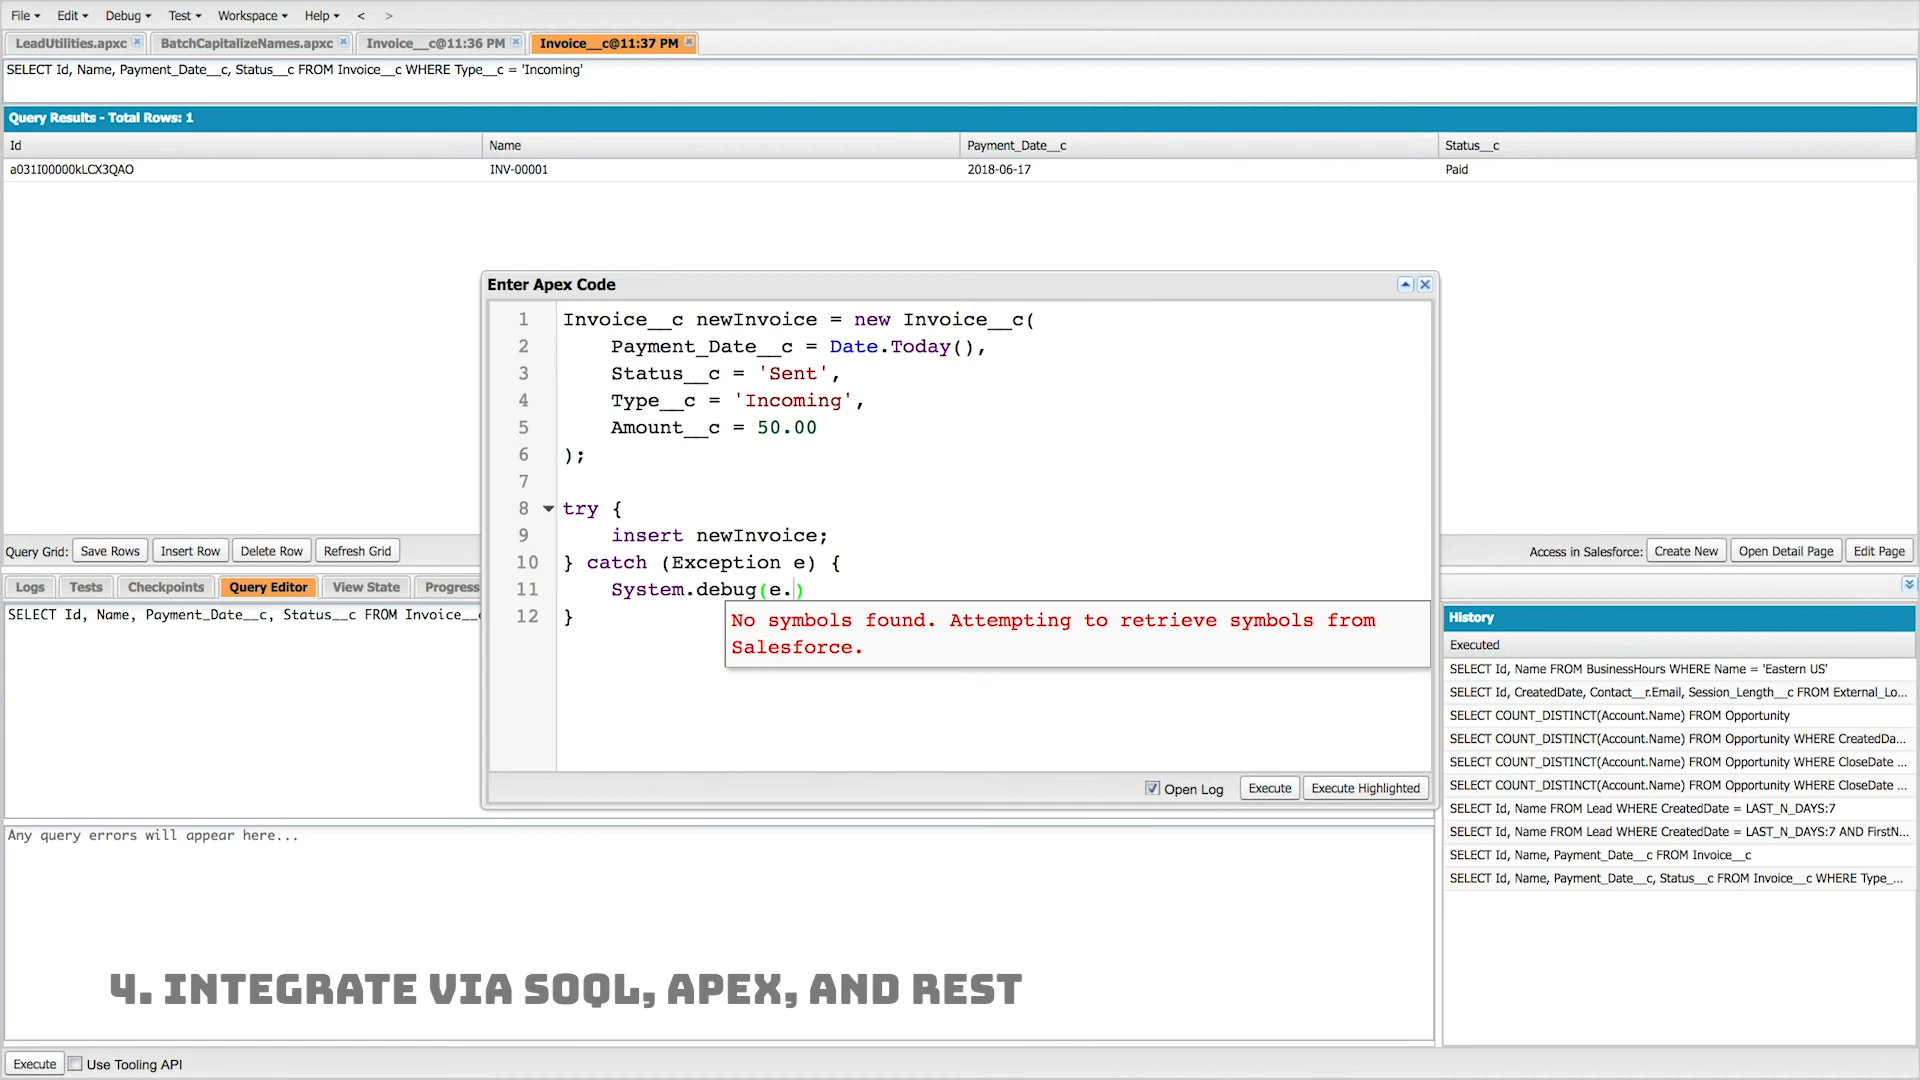 File Edit Debug Test Workspace Help < >
LeadUtilities.apxc BatchCapitalizeNames.apxc Invoice__c@11:36 PM Invoice__c@11:37 PM
SELECT Id, Name, Payment_Date__c, Status__c FROM Invoice__c WHERE Type__c = 'Incoming'
Query Results - Total Rows: 1
Id Name Payment_Date__c Status__c
a031I00000kLCX3QAO INV-00001 2018-06-17 Paid
Enter Apex Code
1 Invoice__c newInvoice = new Invoice__c(
2 Payment_Date__c = Date.Today(),
3 Status__c = 'Sent',
4 Type__c = 'Incoming',
5 Amount__c = 50.00
6 );
7
8 try {
9 insert newInvoice;
10 } catch (Exception e) {
11 System.debug(e.)
12 }
No symbols found. Attempting to retrieve symbols from
Salesforce.
Open Log Execute Execute Highlighted
Query Grid: Save Rows Insert Row Delete Row Refresh Grid
Access in Salesforce: Create New Open Detail Page Edit Page
Logs Tests Checkpoints Query Editor View State Progress
SELECT Id, Name, Payment_Date__c, Status__c FROM Invoice__c
Any query errors will appear here...
History
Executed
SELECT Id, Name FROM BusinessHours WHERE Name = 'Eastern US'
SELECT Id, CreatedDate, Contact__r.Email, Session_Length__c FROM External_Lo...
SELECT COUNT_DISTINCT(Account.Name) FROM Opportunity
SELECT COUNT_DISTINCT(Account.Name) FROM Opportunity WHERE CreatedDa...
SELECT COUNT_DISTINCT(Account.Name) FROM Opportunity WHERE CloseDate ...
SELECT COUNT_DISTINCT(Account.Name) FROM Opportunity WHERE CloseDate ...
SELECT Id, Name FROM Lead WHERE CreatedDate = LAST_N_DAYS:7
SELECT Id, Name FROM Lead WHERE CreatedDate = LAST_N_DAYS:7 AND FirstN...
SELECT Id, Name, Payment_Date__c FROM Invoice__c
SELECT Id, Name, Payment_Date__c, Status__c FROM Invoice__c WHERE Type_...
4. INTEGRATE VIA SOQL, APEX, AND REST
Execute Use Tooling API